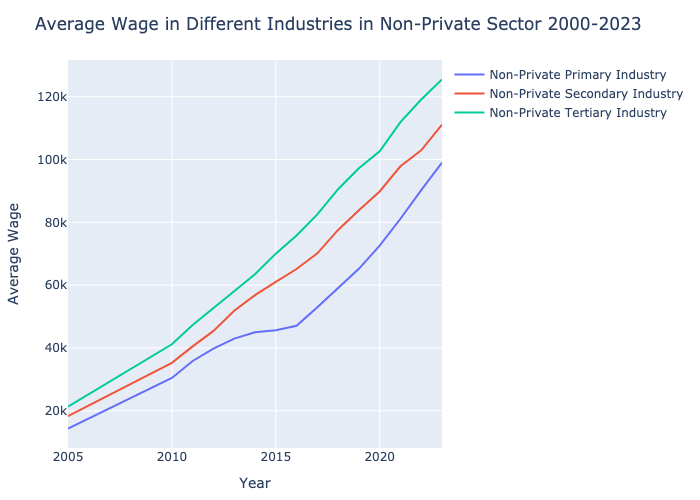 Average Wage in Different Industries in Non-Private Sector 2000-2023
Non-Private Primary Industry
Non-Private Secondary Industry
Non-Private Tertiary Industry
120k
100k
80k
60k
40k
20k
Average Wage
2005 2010 2015 2020
Year